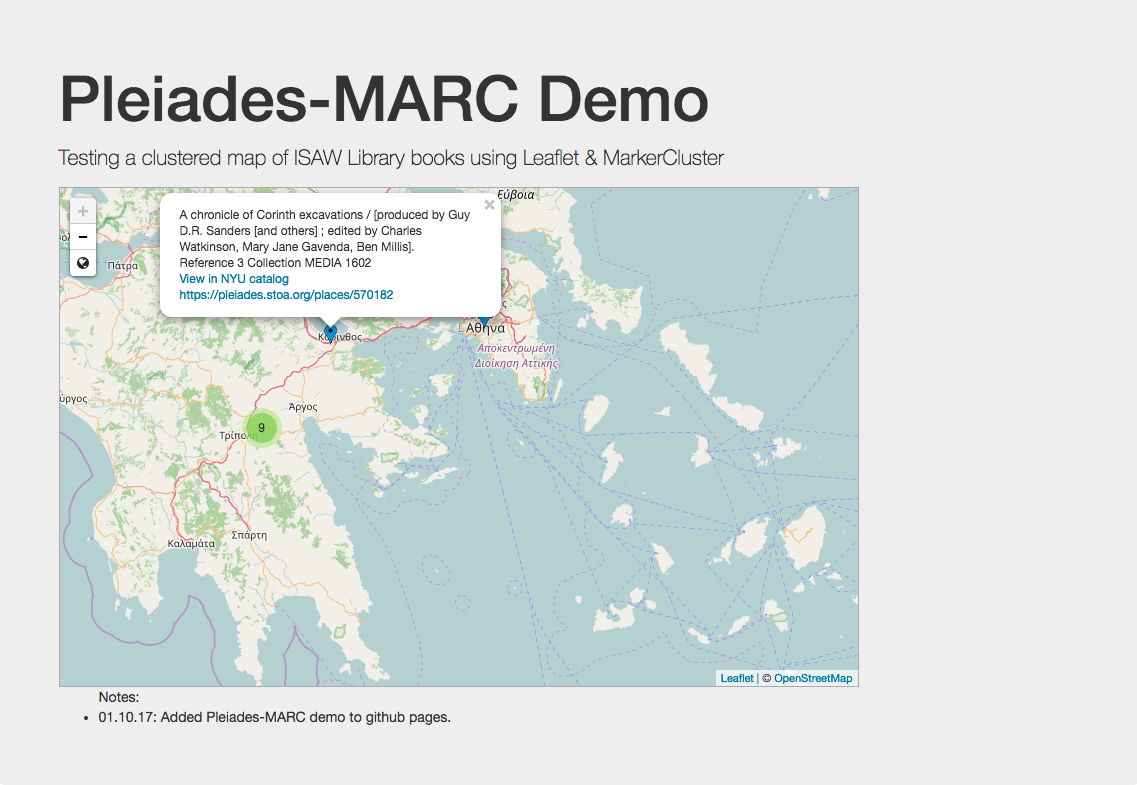 Pleiades-MARC Demo
Testing a clustered map of ISAW Library books using Leaflet & MarkerCluster
+
−
A chronicle of Corinth excavations / [produced by Guy
D.R. Sanders [and others] ; edited by Charles
Watkinson, Mary Jane Gavenda, Ben Millis].
Reference 3 Collection MEDIA 1602
View in NYU catalog
https://pleiades.stoa.org/places/570182
×
Εύβοια
Πάτρα
Αθήνα
Αποκεντρωμένη
Διοίκηση Αττικής
Άργος
9
Σπάρτη
Καλαμάτα
Leaflet | © OpenStreetMap
Notes:
• 01.10.17: Added Pleiades-MARC demo to github pages.